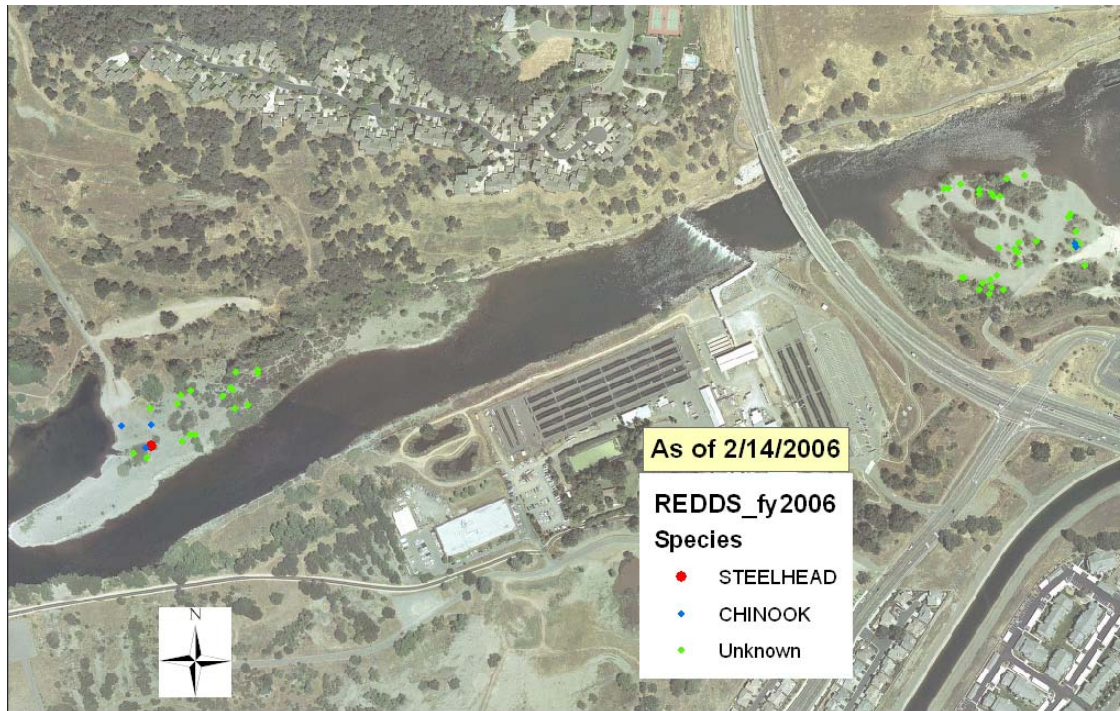 As of 2/14/2006
REDDS_fy2006
Species
STEELHEAD
CHINOOK
Unknown
N